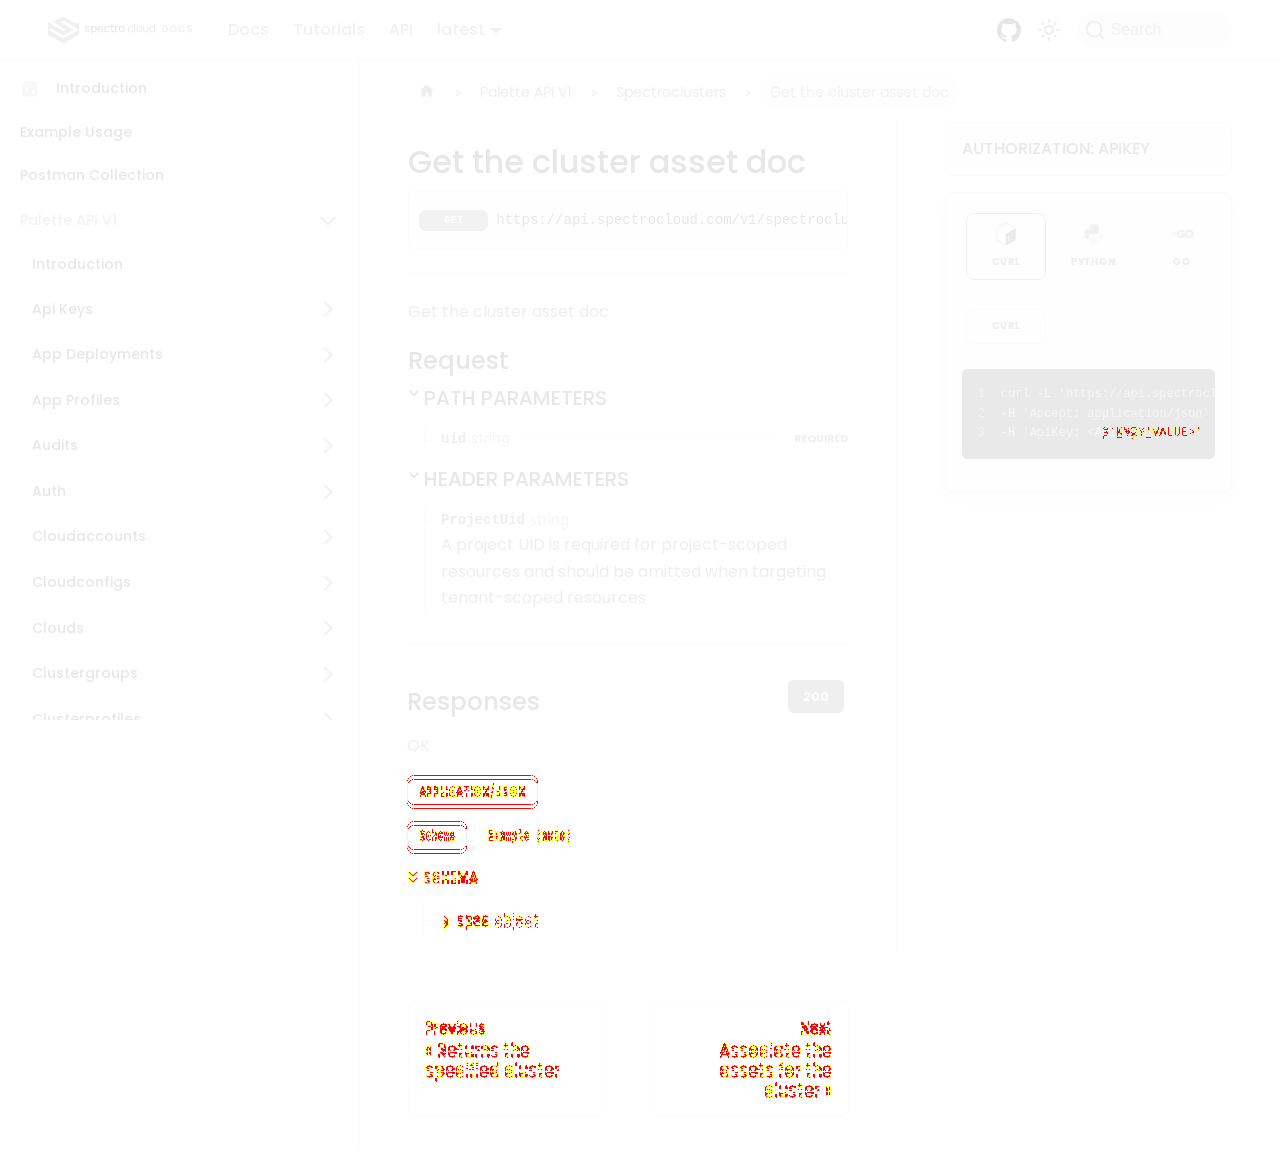 spectro cloud DOCS
Docs
Tutorials
API
latest
Search
Introduction
Example Usage
Postman Collection
Palette API V1
Introduction
Api Keys
App Deployments
App Profiles
Audits
Auth
Cloudaccounts
Cloudconfigs
Clouds
Clustergroups
Clusterprofiles
Palette API V1
Spectroclusters
Get the cluster asset doc
Get the cluster asset doc
GET https://api.spectrocloud.com/v1/spectroclu
Get the cluster asset doc
Request
PATH PARAMETERS
uid string REQUIRED
HEADER PARAMETERS
ProjectUid string
A project UID is required for project-scoped
resources and should be omitted when targeting
tenant-scoped resources
Responses
200
OK
APPLICATION/JSON
Schema
Example (auto)
SCHEMA
spec object
Previous
« Returns the
specified cluster
Next
Associate the
assets for the
cluster »
AUTHORIZATION: APIKEY
CURL
PYTHON
GO
GO
CURL
1 curl -L 'https://api.spectrocl
2 -H 'Accept: application/json'
3 -H 'ApiKey: